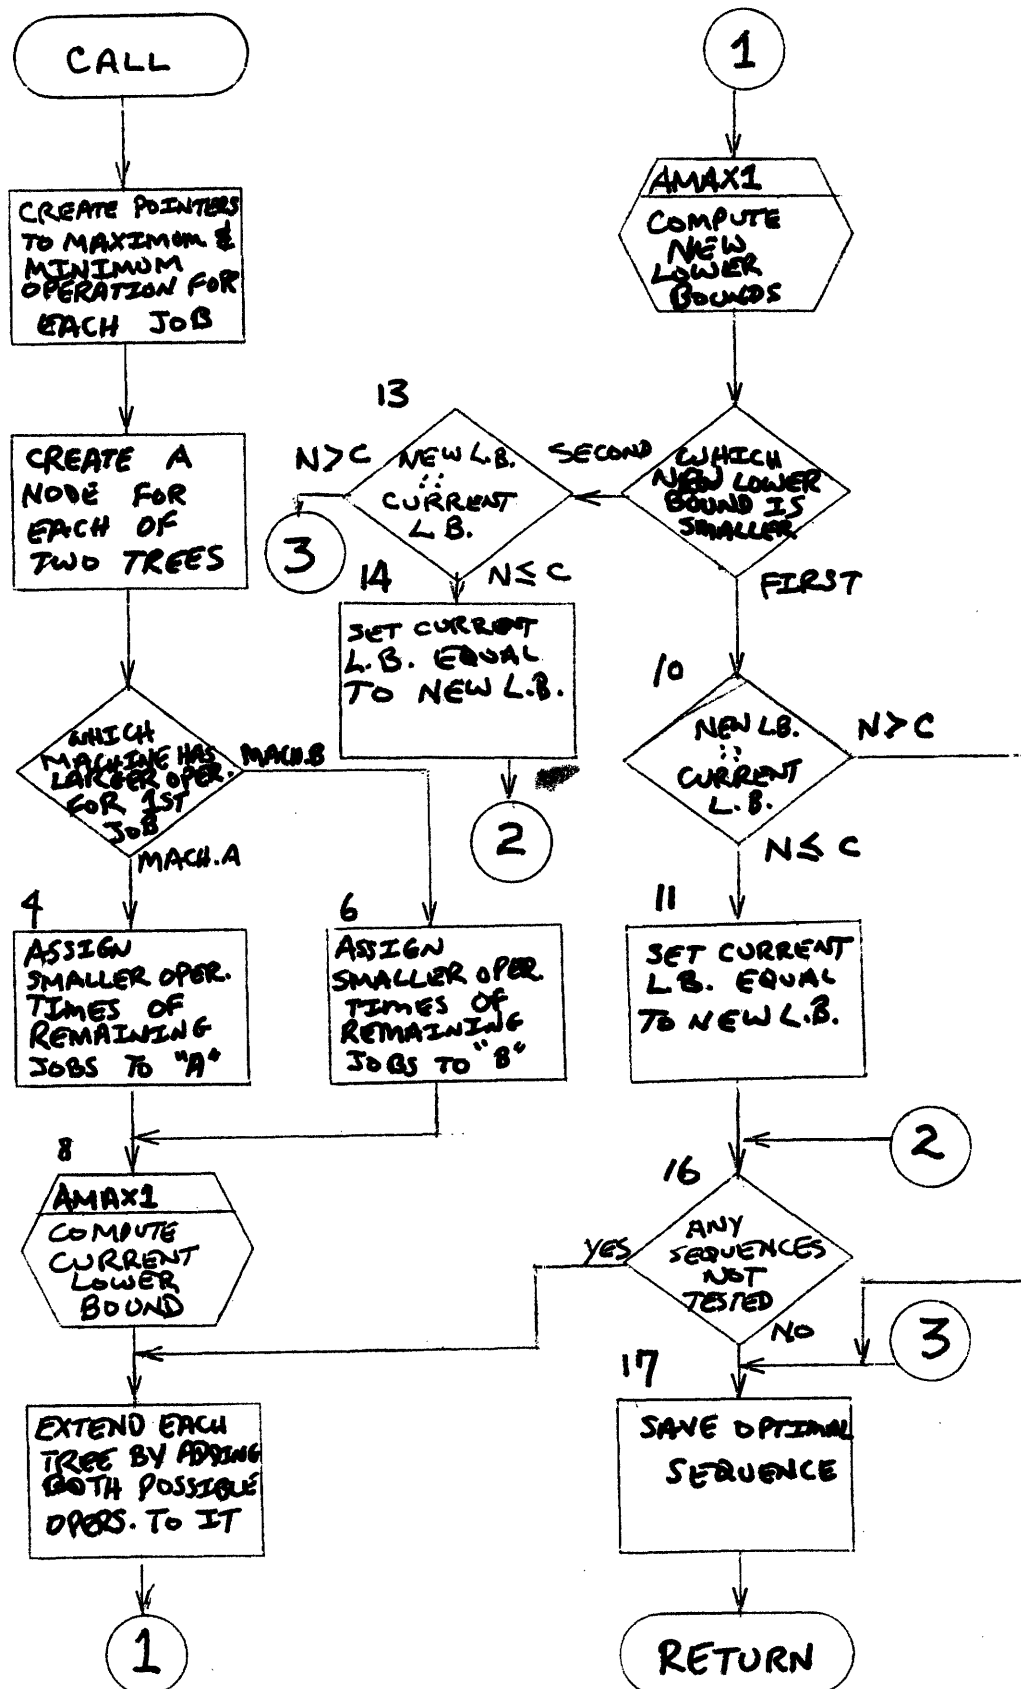 CALL
CREATE POINTERS
TO MAXIMUM &
MINIMUM
OPERATION FOR
EACH JOB
CREATE A
NODE FOR
EACH OF
TWO TREES
WHICH
MACHINE HAS
LARGER OPER.
FOR 1ST
JOB
MACH.B
MACH.A
4
ASSIGN
SMALLER OPER.
TIMES OF
REMAINING
JOBS TO "A"
6
ASSIGN
SMALLER OPER.
TIMES OF
REMAINING
JOBS TO "B"
8
AMAX1
COMPUTE
CURRENT
LOWER
BOUND
EXTEND EACH
TREE BY ADDING
BOTH POSSIBLE
OPERS. TO IT
1
1
AMAX1
COMPUTE
NEW
LOWER
BOUNDS
WHICH
NEW LOWER
BOUND IS
SMALLER
SECOND
FIRST
13
NEW L.B.
::
CURRENT
L.B.
N>C
3
N≤C
14
SET CURRENT
L.B. EQUAL
TO NEW L.B.
2
10
NEW L.B.
::
CURRENT
L.B.
N>C
N≤C
11
SET CURRENT
L.B. EQUAL
TO NEW L.B.
2
16
ANY
SEQUENCES
NOT
TESTED
YES
NO
3
17
SAVE OPTIMAL
SEQUENCE
RETURN